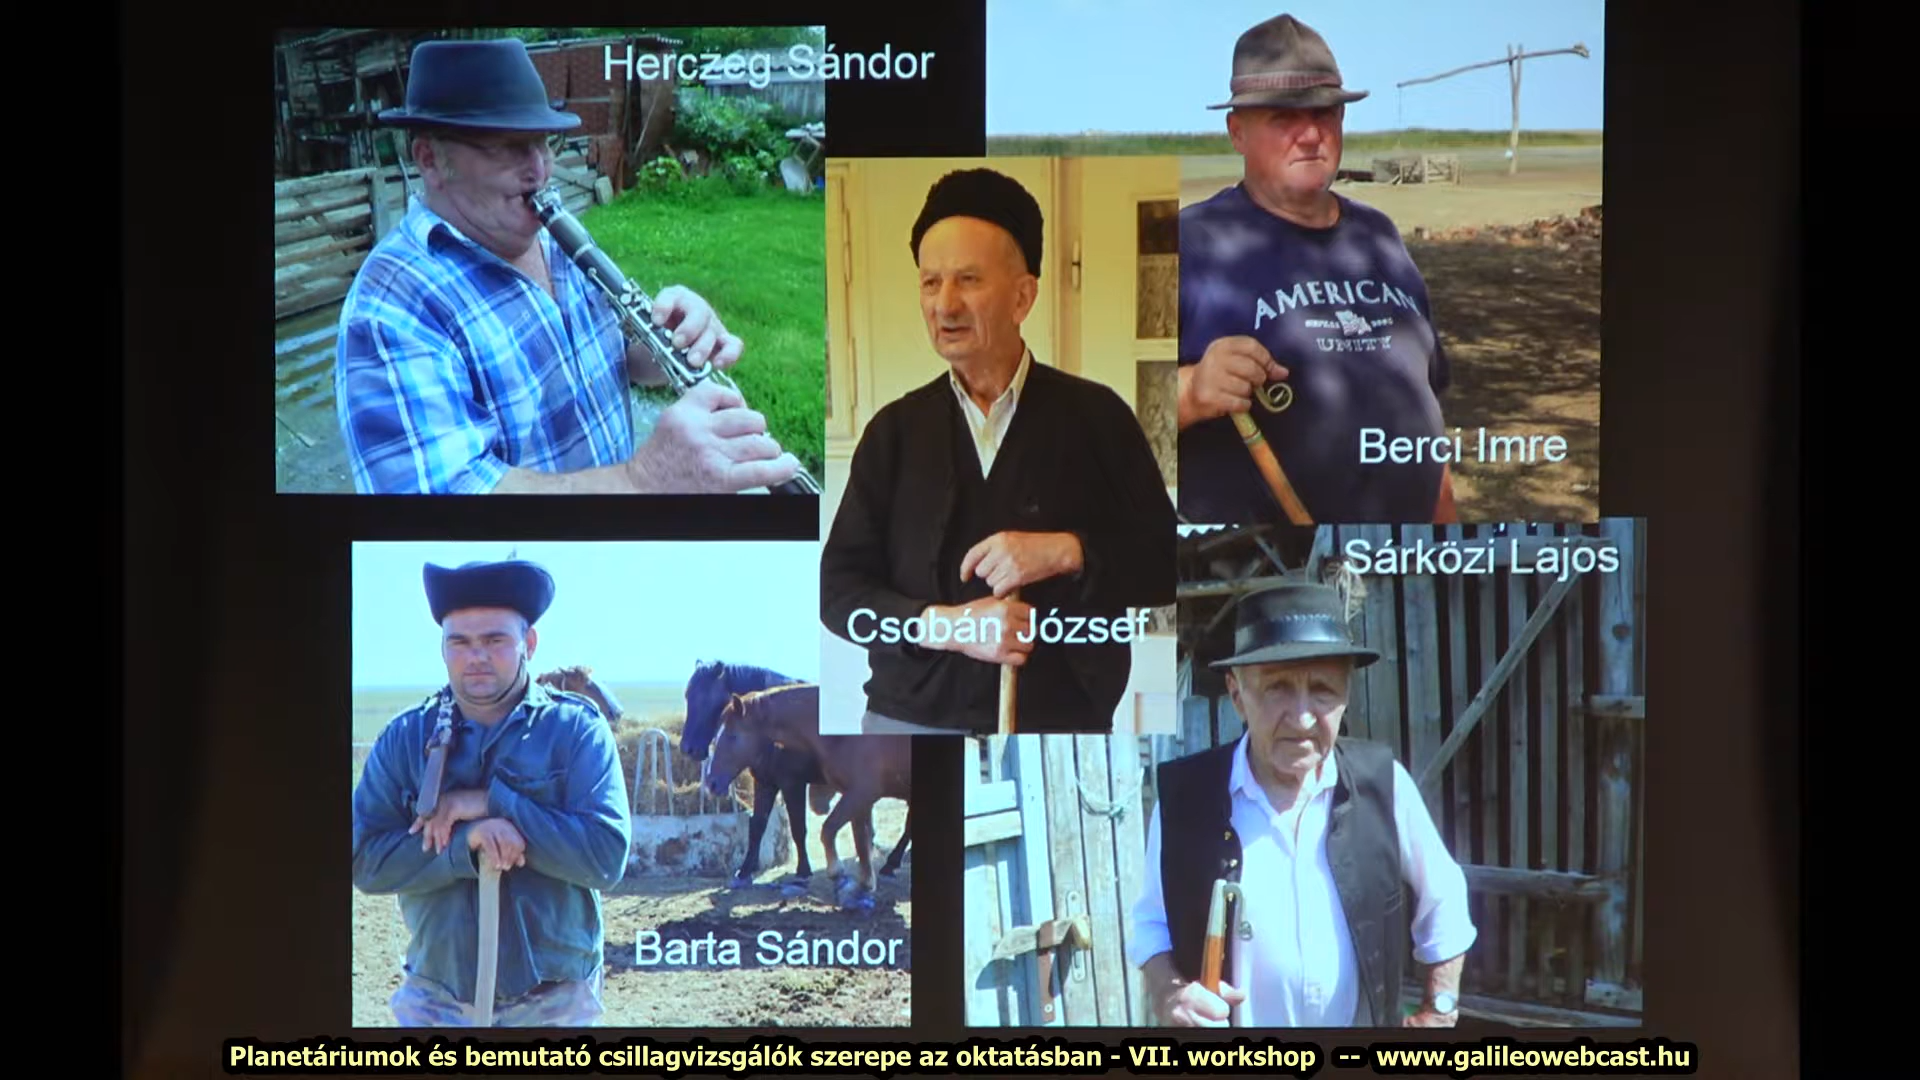 Herczeg Sándor
AMERICAN
UNITY
Berci Imre
Csobán József
Sárközi Lajos
Barta Sándor
Planetáriumok és bemutató csillagvizsgálók szerepe az oktatásban - VII. workshop -- www.galileowebcast.hu